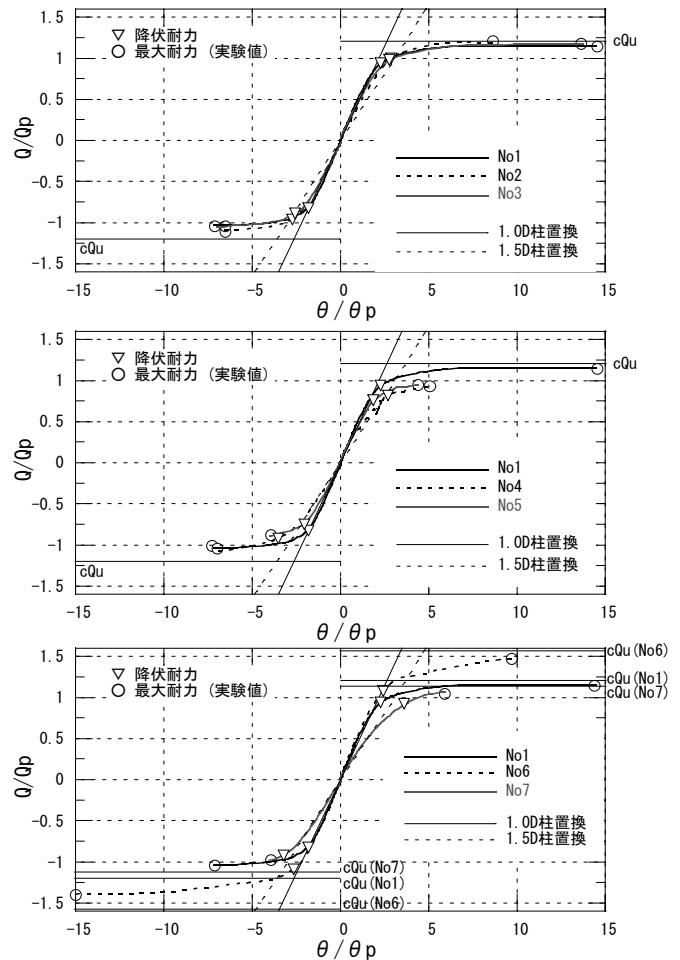 1.5
1
0.5
0
-0.5
-1
-1.5
Q/Qp
▽ 降伏耐力
○ 最大耐力 (実験値)
cQu
No1
No2
No3
1.0D柱置換
1.5D柱置換
cQu
-15 -10 -5 0 5 10 15
θ/θp
1.5
1
0.5
0
-0.5
-1
-1.5
Q/Qp
▽ 降伏耐力
○ 最大耐力 (実験値)
cQu
No1
No4
No5
1.0D柱置換
1.5D柱置換
cQu
-15 -10 -5 0 5 10 15
θ/θp
1.5
1
0.5
0
-0.5
-1
-1.5
Q/Qp
▽ 降伏耐力
○ 最大耐力 (実験値)
cQu(No6)
cQu(No1)
cQu(No7)
No1
No6
No7
1.0D柱置換
1.5D柱置換
cQu(No7)
cQu(No1)
cQu(No6)
-15 -10 -5 0 5 10 15
θ/θp